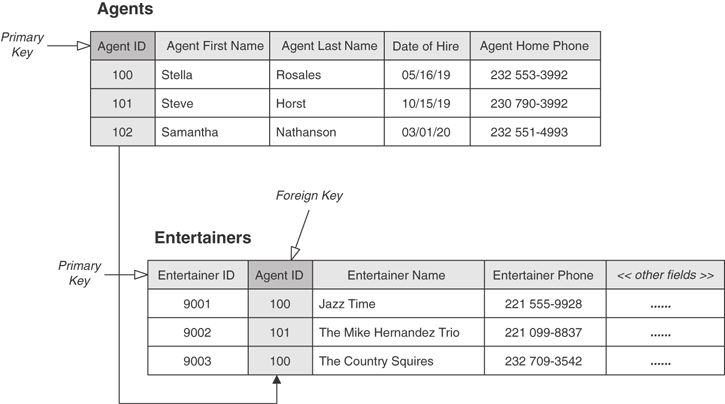 Agents
Primary
Key
Agent ID Agent First Name Agent Last Name Date of Hire Agent Home Phone
100 Stella Rosales 05/16/19 232 553-3992
101 Steve Horst 10/15/19 230 790-3992
102 Samantha Nathanson 03/01/20 232 551-4993
Foreign Key
Entertainers
Primary
Key
Entertainer ID Agent ID Entertainer Name Entertainer Phone << other fields >>
9001 100 Jazz Time 221 555-9928 ......
9002 101 The Mike Hernandez Trio 221 099-8837 ......
9003 100 The Country Squires 232 709-3542 ......